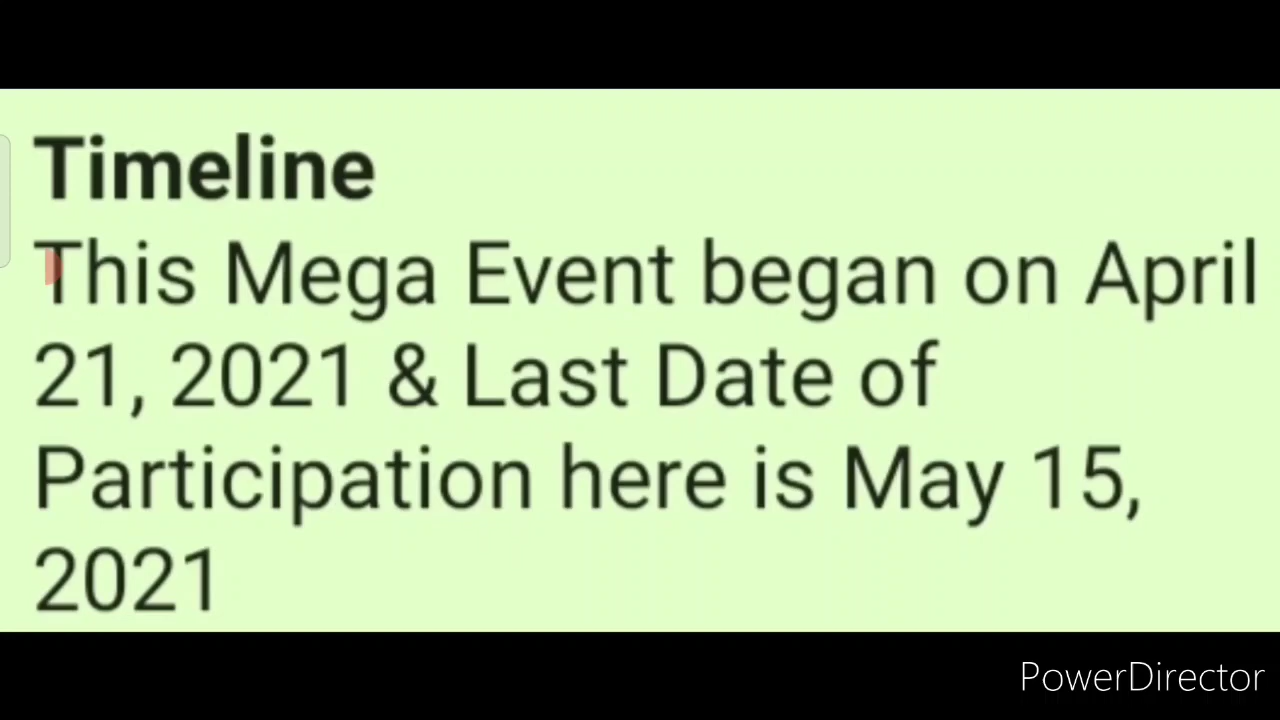 Timeline
This Mega Event began on April
21, 2021 & Last Date of
Participation here is May 15,
2021
PowerDirector